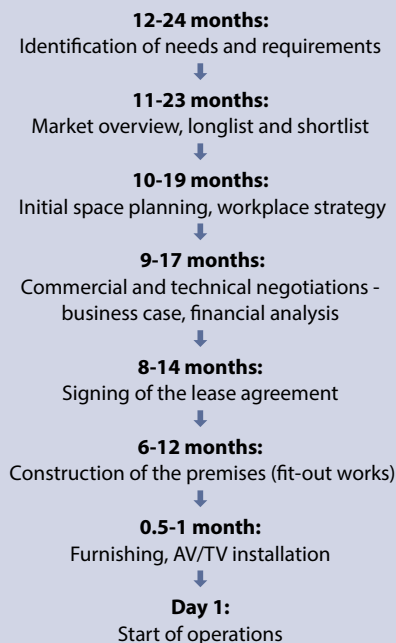 12-24 months:
Identification of needs and requirements
11-23 months:
Market overview, longlist and shortlist
10-19 months:
Initial space planning, workplace strategy
9-17 months:
Commercial and technical negotiations -
business case, financial analysis
8-14 months:
Signing of the lease agreement
6-12 months:
Construction of the premises (fit-out works)
0.5-1 month:
Furnishing, AV/TV installation
Day 1:
Start of operations